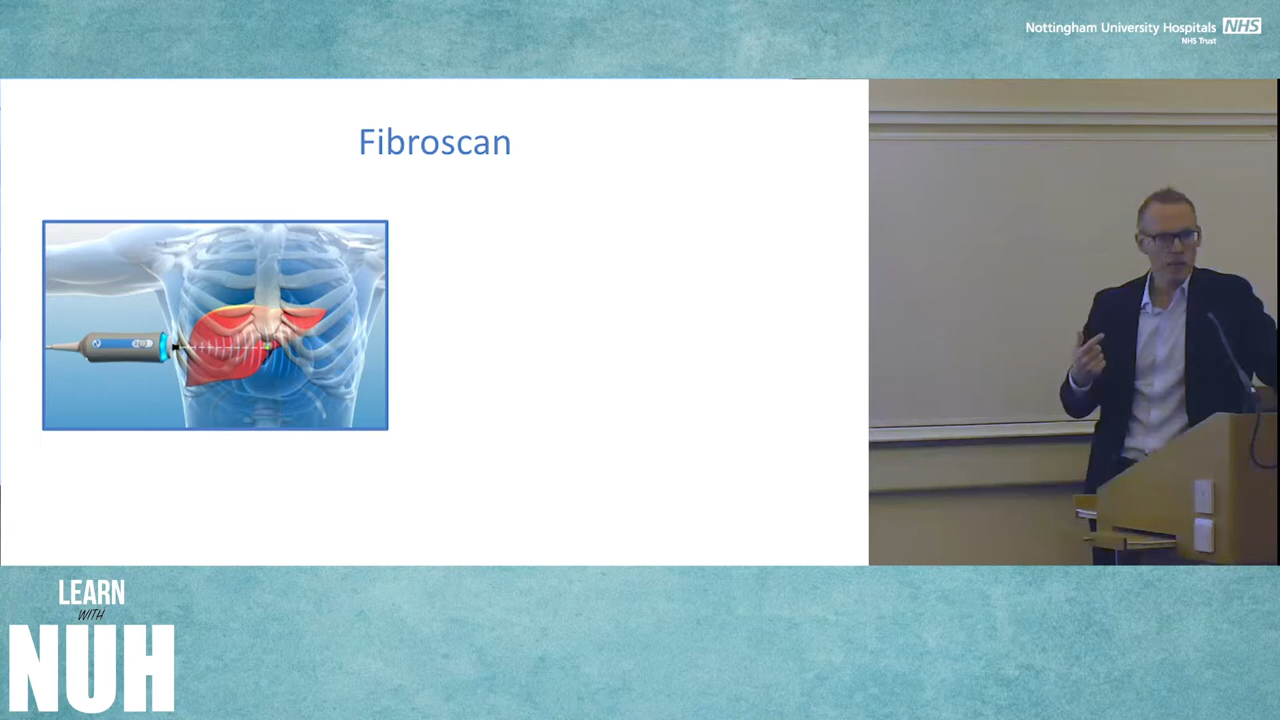 Nottingham University Hospitals NHS
NHS Trust
Fibroscan
LEARN
WITH
NUH